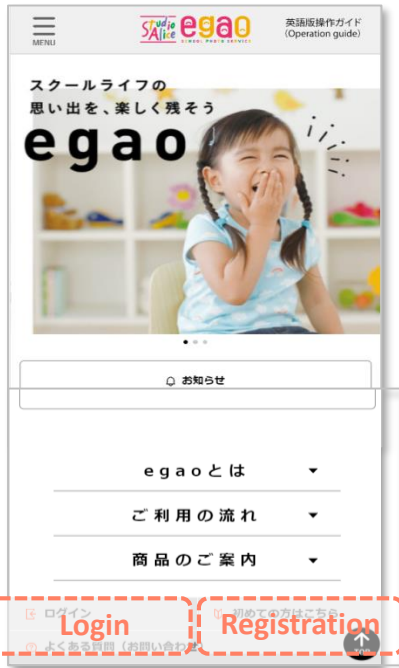 MENU
Studio Alice egao
SCHOOL PHOTO SERVICE
英語版操作ガイド
(Operation guide)
スクールライフの
思い出を、楽しく残そう
egao
お知らせ
egaoとは
ご利用の流れ
商品のご案内
ログイン
初めての方はこちら
Login
Registration
よくある質問（お問い合わせ）